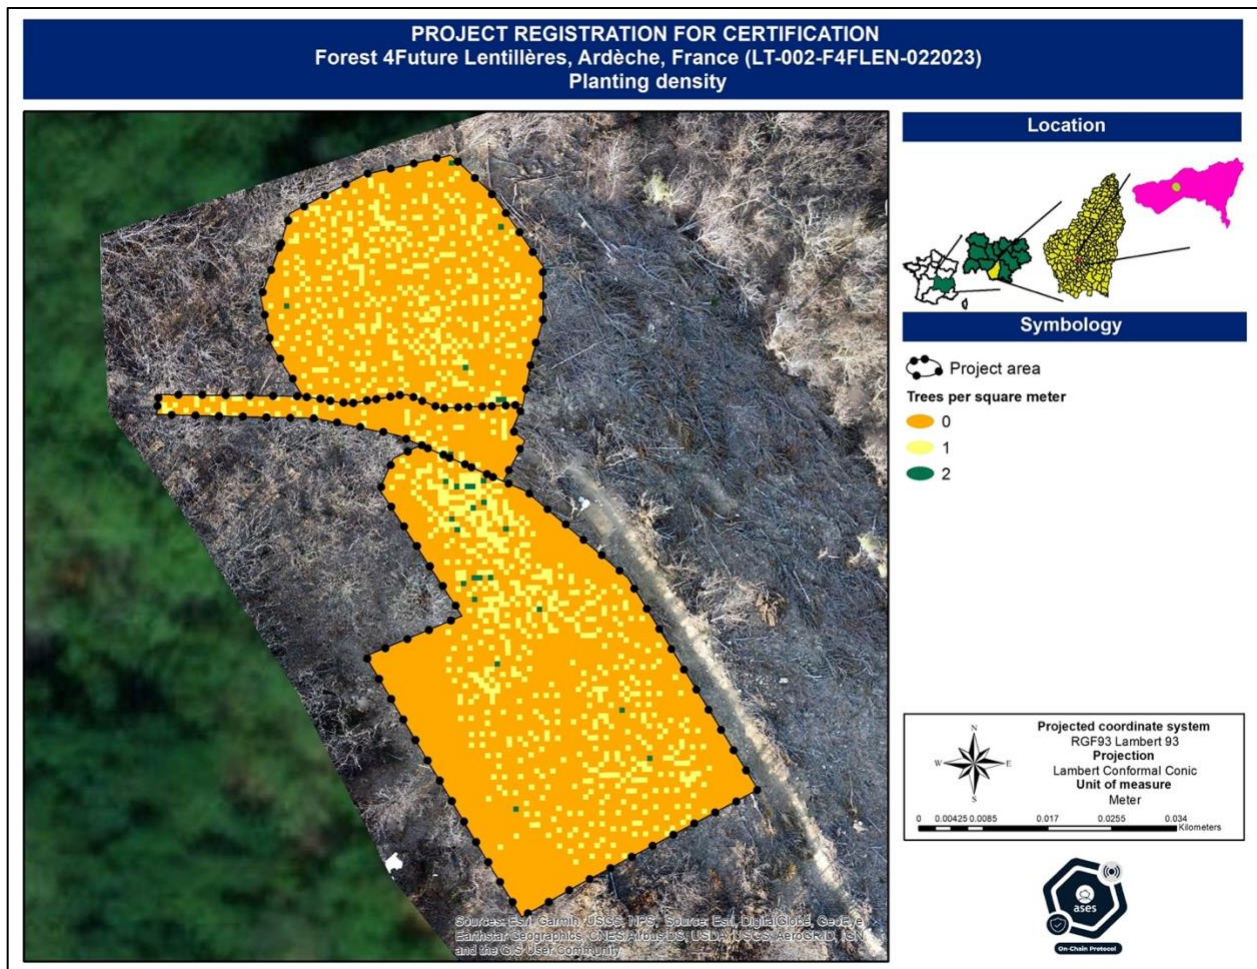 PROJECT REGISTRATION FOR CERTIFICATION
Forest 4Future Lentillères, Ardèche, France (LT-002-F4FLEN-022023)
Planting density
Location
Symbology
Project area
Trees per square meter
0
1
2
N
W
E
S
Projected coordinate system
RGF93 Lambert 93
Projection
Lambert Conformal Conic
Unit of measure
Meter
0 0.00425 0.0085 0.017 0.0255 0.034
Kilometers
ases
On-Chain Protocol
Sources: Esri, Garmin, USGS, NPS, Source: Esri, DigitalGlobe, GeoEye,
Earthstar Geographics, CNES/Airbus DS, USDA, USGS, AeroGRID, IGN,
and the GIS User Community